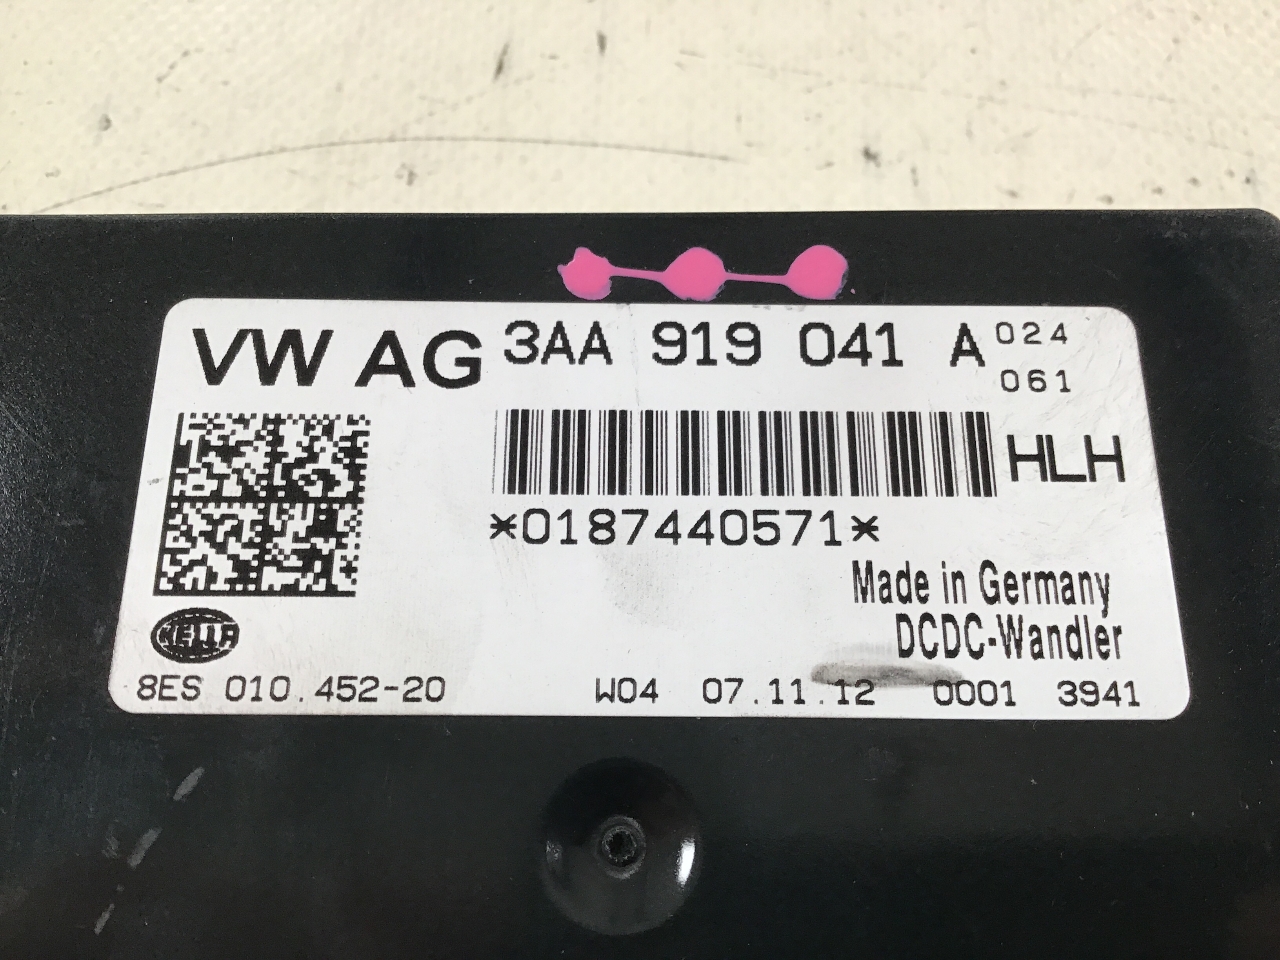 VW AG 3AA 919 041 A 024
061
HLH
*0187440571*
Made in Germany
DCDC-Wandler
HELLA
8ES 010.452-20 W04 07.11.12 0001 3941